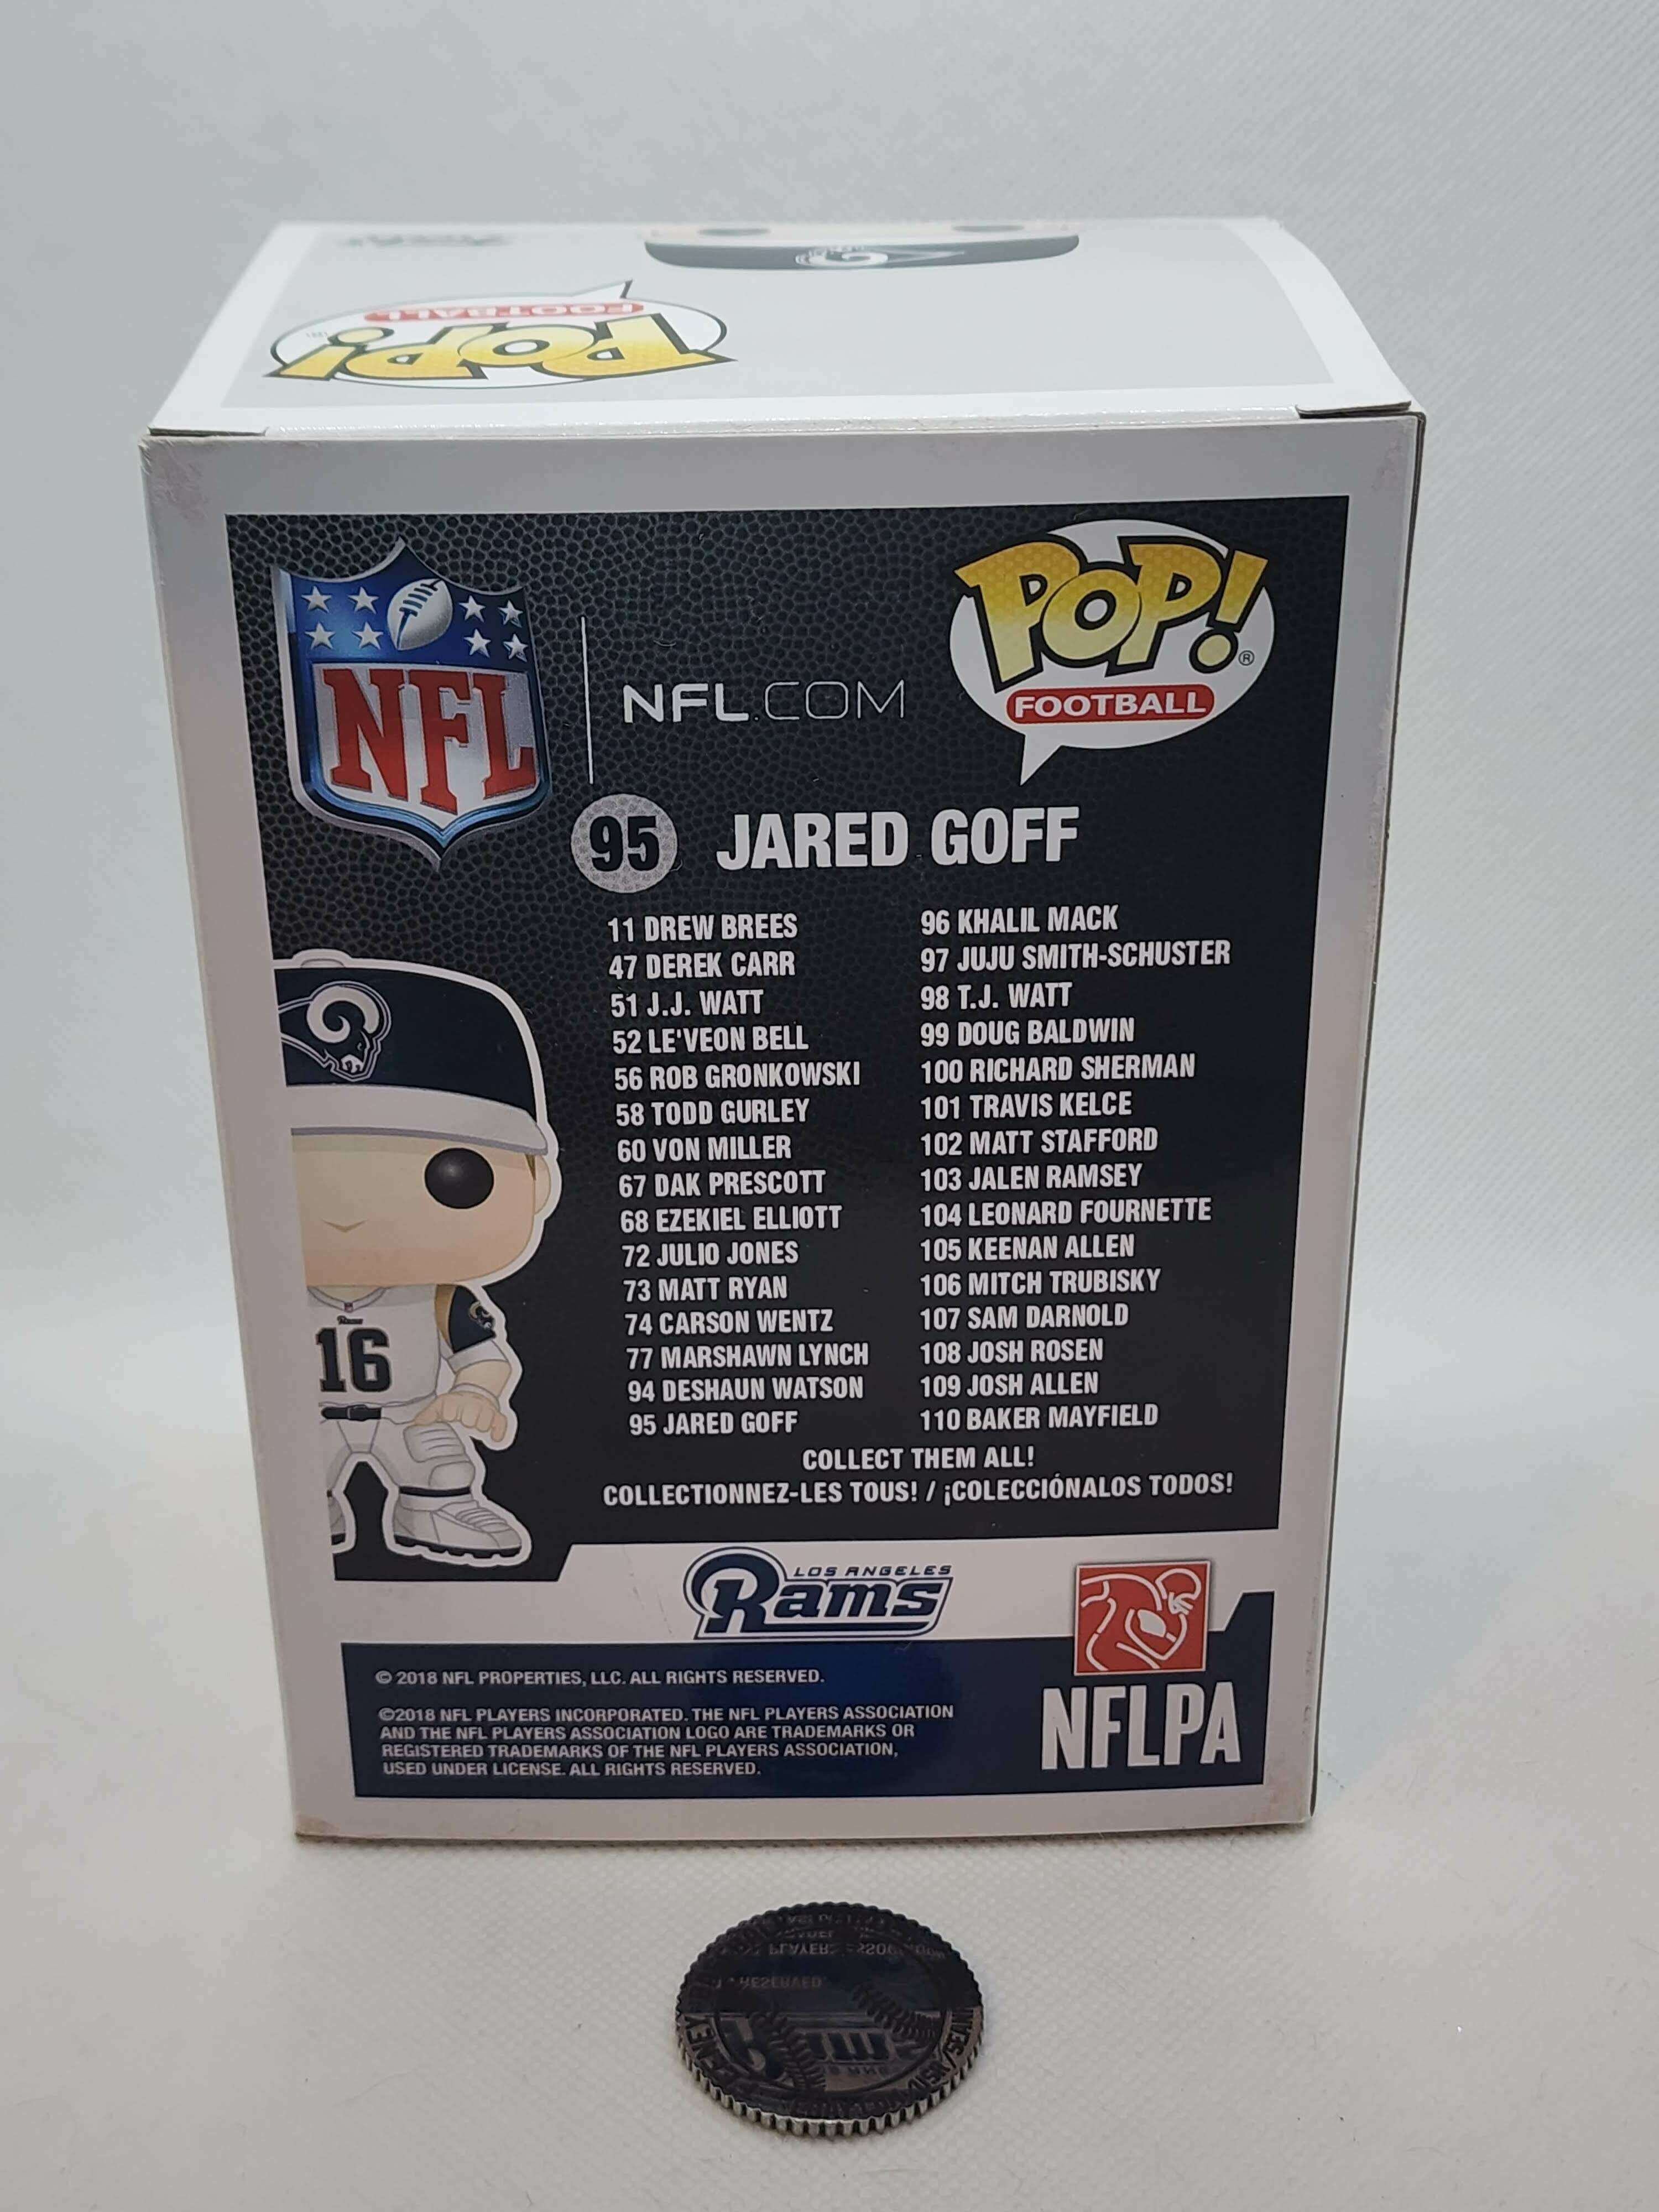 POP!
FOOTBALL
NFL
NFL.COM
POP!®
FOOTBALL
95 JARED GOFF
11 DREW BREES
47 DEREK CARR
51 J.J. WATT
52 LE'VEON BELL
56 ROB GRONKOWSKI
58 TODD GURLEY
60 VON MILLER
67 DAK PRESCOTT
68 EZEKIEL ELLIOTT
72 JULIO JONES
73 MATT RYAN
74 CARSON WENTZ
77 MARSHAWN LYNCH
94 DESHAUN WATSON
95 JARED GOFF
96 KHALIL MACK
97 JUJU SMITH-SCHUSTER
98 T.J. WATT
99 DOUG BALDWIN
100 RICHARD SHERMAN
101 TRAVIS KELCE
102 MATT STAFFORD
103 JALEN RAMSEY
104 LEONARD FOURNETTE
105 KEENAN ALLEN
106 MITCH TRUBISKY
107 SAM DARNOLD
108 JOSH ROSEN
109 JOSH ALLEN
110 BAKER MAYFIELD
COLLECT THEM ALL!
COLLECTIONNEZ-LES TOUS! / ¡COLECCIÓNALOS TODOS!
16
LOS ANGELES
Rams
© 2018 NFL PROPERTIES, LLC. ALL RIGHTS RESERVED.
©2018 NFL PLAYERS INCORPORATED. THE NFL PLAYERS ASSOCIATION
AND THE NFL PLAYERS ASSOCIATION LOGO ARE TRADEMARKS OR
REGISTERED TRADEMARKS OF THE NFL PLAYERS ASSOCIATION,
USED UNDER LICENSE. ALL RIGHTS RESERVED.
NFLPA